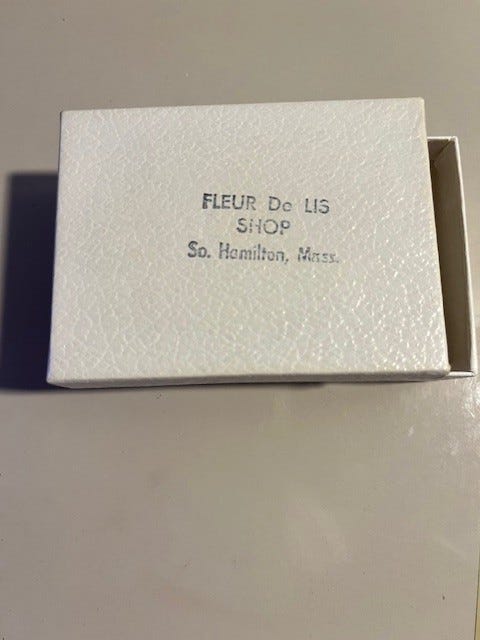 FLEUR De LIS
SHOP
So. Hamilton, Mass.